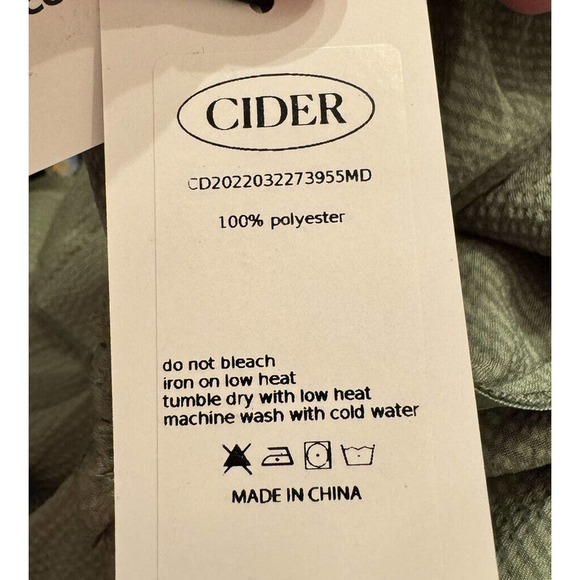 CIDER
CD2022032273955MD
100% polyester
do not bleach
iron on low heat
tumble dry with low heat
machine wash with cold water
MADE IN CHINA